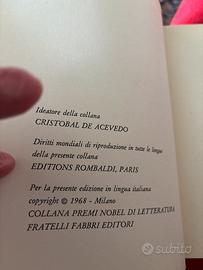 Ideatore della collana
CRISTOBAL DE ACEVEDO
Diritti mondiali di riproduzione in tutte le lingue
della presente collana
EDITIONS ROMBALDI, PARIS
Per la presente edizione in lingua italiana
copyright © 1968 - Milano
COLLANA PREMI NOBEL DI LETTERATURA
FRATELLI FABBRI EDITORI
subito